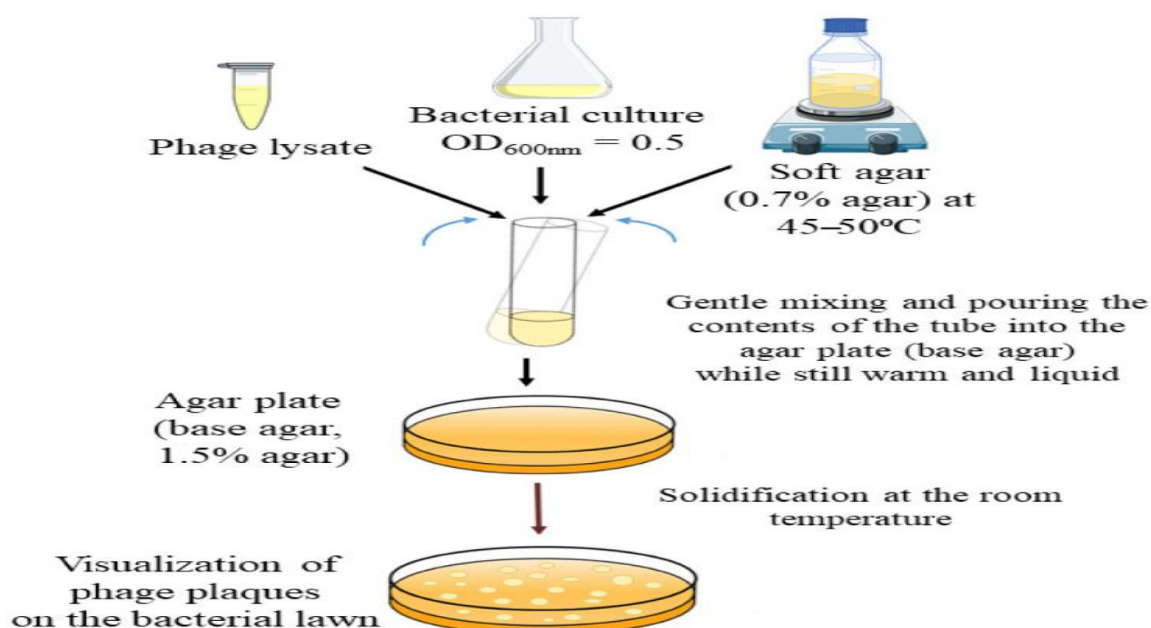 Phage lysate
Bacterial culture
OD600nm = 0.5
Soft agar
(0.7% agar) at
45–50ºC
Gentle mixing and pouring the
contents of the tube into the
agar plate (base agar)
while still warm and liquid
Agar plate
(base agar,
1.5% agar)
Solidification at the room
temperature
Visualization of
phage plaques
on the bacterial lawn